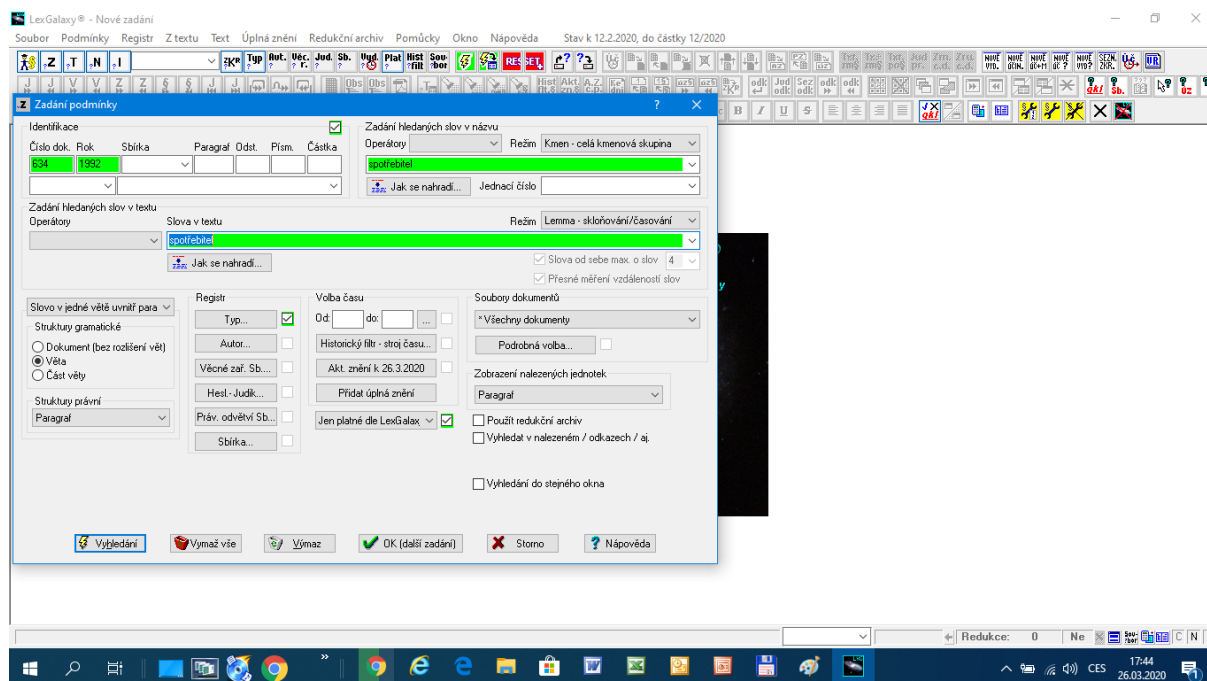 LexGalaxy® - Nové zadání
Soubor Podmínky Registr Z textu Text Úplná znění Redukční archiv Pomůcky Okno Nápověda Stav k 12.2.2020, do částky 12/2020
Zadání podmínky
Identifikace
Číslo dok. Rok Sbírka Paragraf Odst. Písm. Částka
634 1992
Zadání hledaných slov v názvu
Operátory Režim Kmen - celá kmenová skupina
spotřebitel
Jak se nahradí... Jednací číslo
Zadání hledaných slov v textu
Operátory Slova v textu Režim Lemma - skloňování/časování
spotřebitel
Jak se nahradí... Slova od sebe max. o slov 4
Přesné měření vzdáleností slov
Slovo v jedné větě uvnitř para
Struktury gramatické
Dokument (bez rozlišení vět)
Věta
Část věty
Struktury právní
Paragraf
Registr
Typ...
Autor...
Věcné zař. Sb....
Hesl.- Judik...
Práv. odvětví Sb...
Sbírka...
Volba času
Od: do: ...
Historický filtr - stroj času...
Akt. znění k 26.3.2020
Přidat úplná znění
Jen platné dle LexGalax
Soubory dokumentů
*Všechny dokumenty
Podrobná volba...
Zobrazení nalezených jednotek
Paragraf
Použít redukční archiv
Vyhledat v nalezeném / odkazech / aj.
Vyhledání do stejného okna
Vyhledání Vymaž vše Výmaz OK (další zadání) Storno Nápověda
Redukce: 0 Ne C N
CES 17:44
26.03.2020